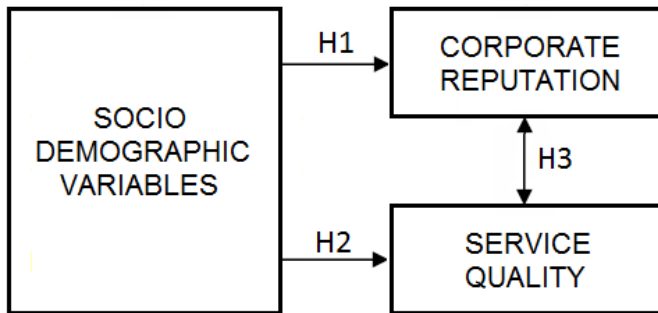 SOCIO
DEMOGRAPHIC
VARIABLES
H1
CORPORATE
REPUTATION
H3
H2
SERVICE
QUALITY